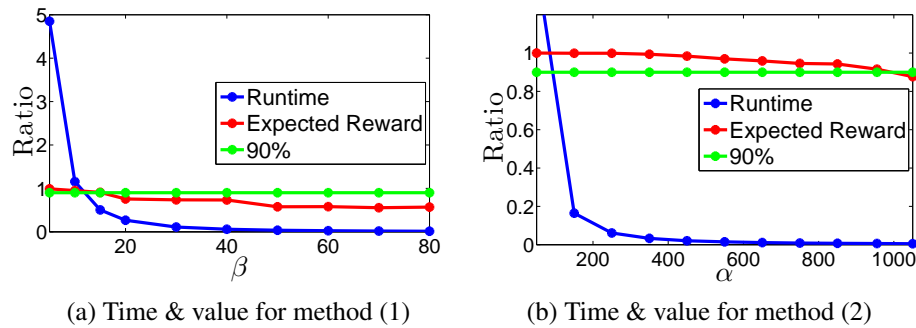 5
4
3
2
1
0
Ratio
20 40 60 80
β
Runtime
Expected Reward
90%
(a) Time & value for method (1)
1
0.8
0.6
0.4
0.2
0
Ratio
200 400 600 800 1000
α
Runtime
Expected Reward
90%
(b) Time & value for method (2)